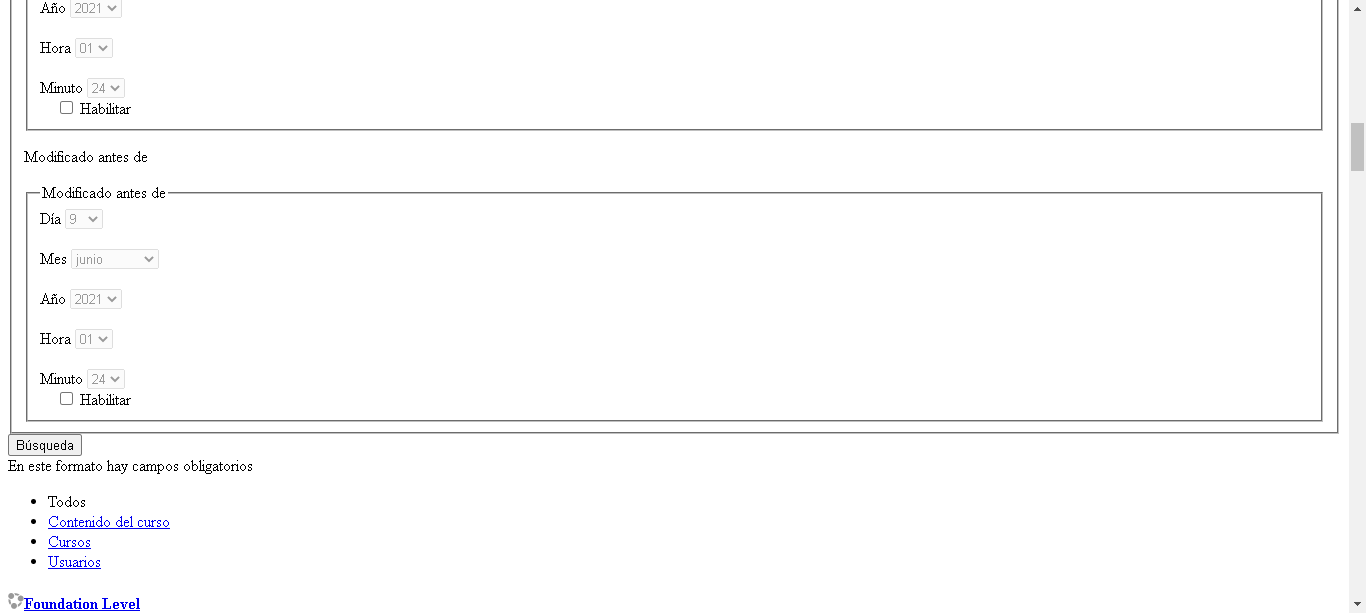 Año 2021
Hora 01
Minuto 24
Habilitar
Modificado antes de
Modificado antes de
Día 9
Mes junio
Año 2021
Hora 01
Minuto 24
Habilitar
Búsqueda
En este formato hay campos obligatorios
Todos
Contenido del curso
Cursos
Usuarios
Foundation Level